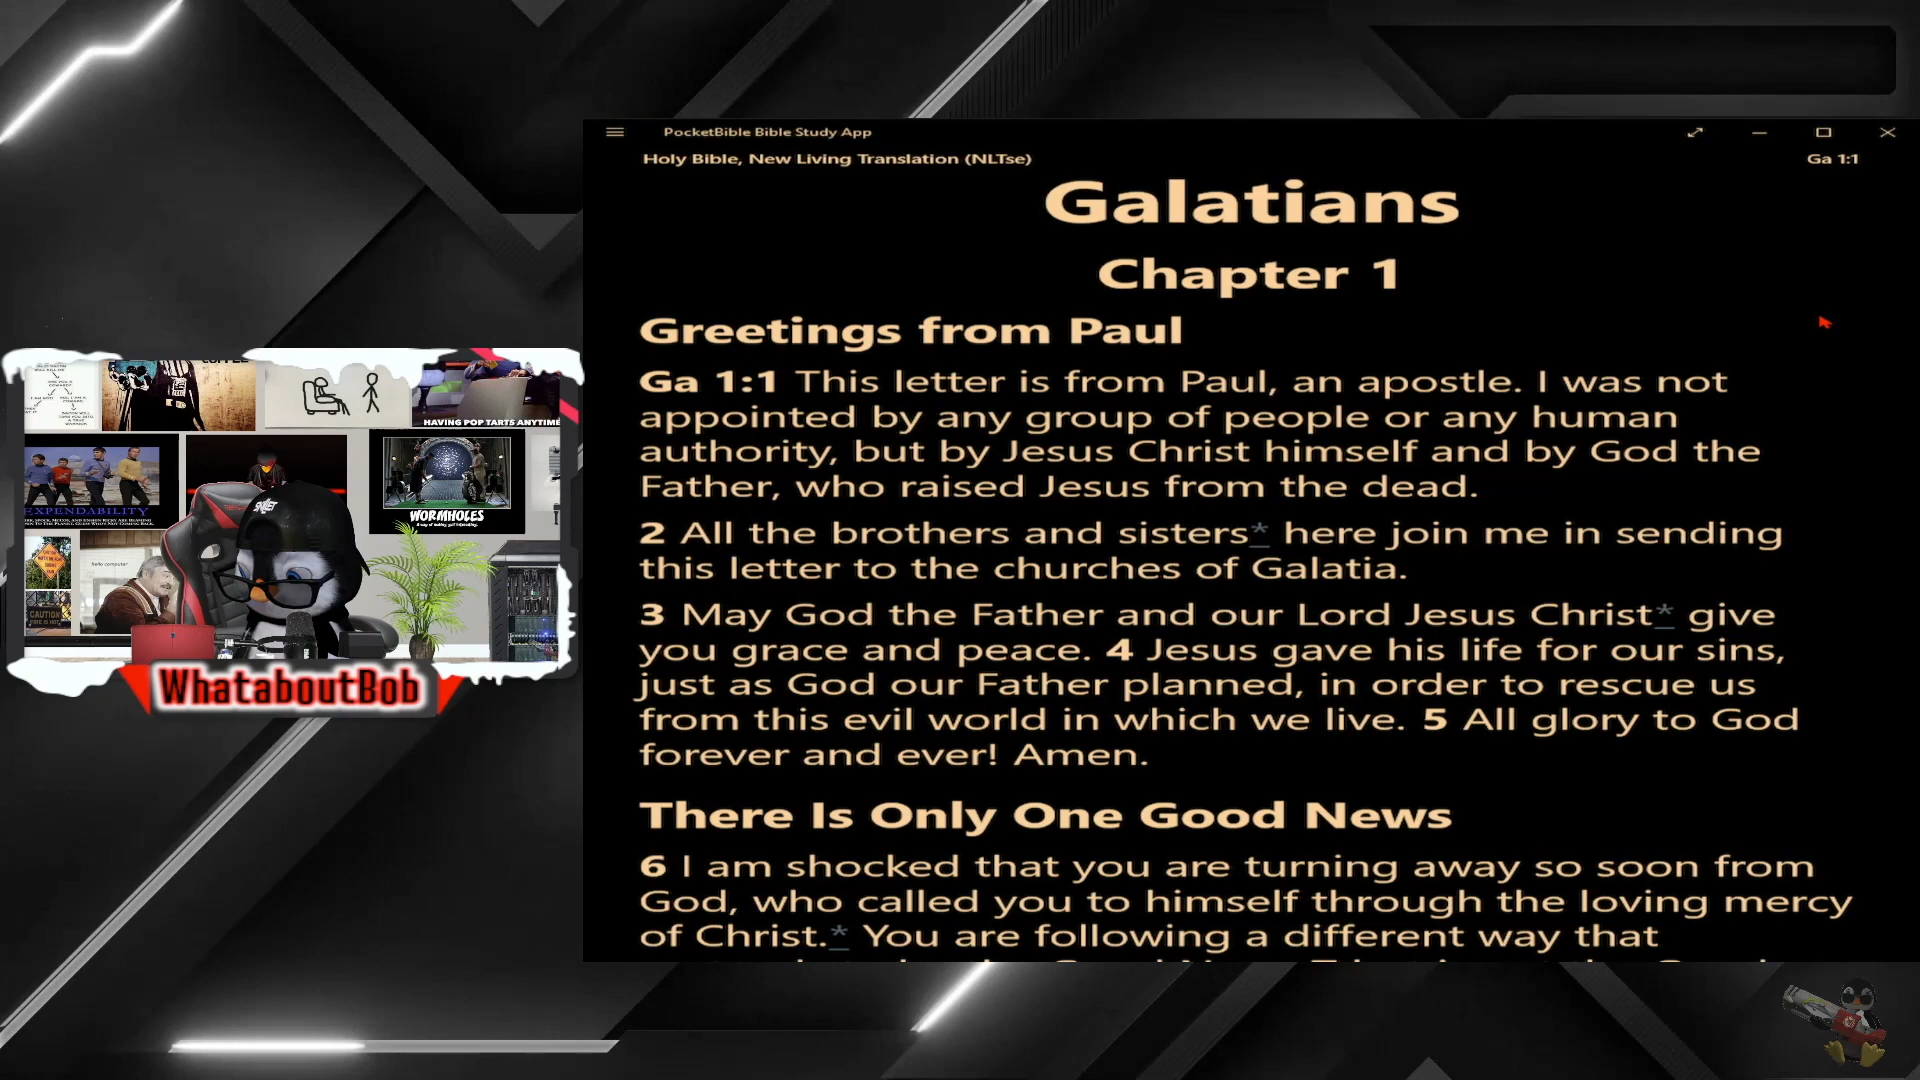 PocketBible Bible Study App
Holy Bible, New Living Translation (NLTse)
Ga 1:1
Galatians
Chapter 1
Greetings from Paul
Ga 1:1 This letter is from Paul, an apostle. I was not
appointed by any group of people or any human
authority, but by Jesus Christ himself and by God the
Father, who raised Jesus from the dead.
2 All the brothers and sisters* here join me in sending
this letter to the churches of Galatia.
3 May God the Father and our Lord Jesus Christ* give
you grace and peace. 4 Jesus gave his life for our sins,
just as God our Father planned, in order to rescue us
from this evil world in which we live. 5 All glory to God
forever and ever! Amen.
There Is Only One Good News
6 I am shocked that you are turning away so soon from
God, who called you to himself through the loving mercy
of Christ.* You are following a different way that
HAVING POP TARTS ANYTIME
EXPENDABILITY
WORMHOLES
hello computer
CAUTION
SKILLET
WhataboutBob